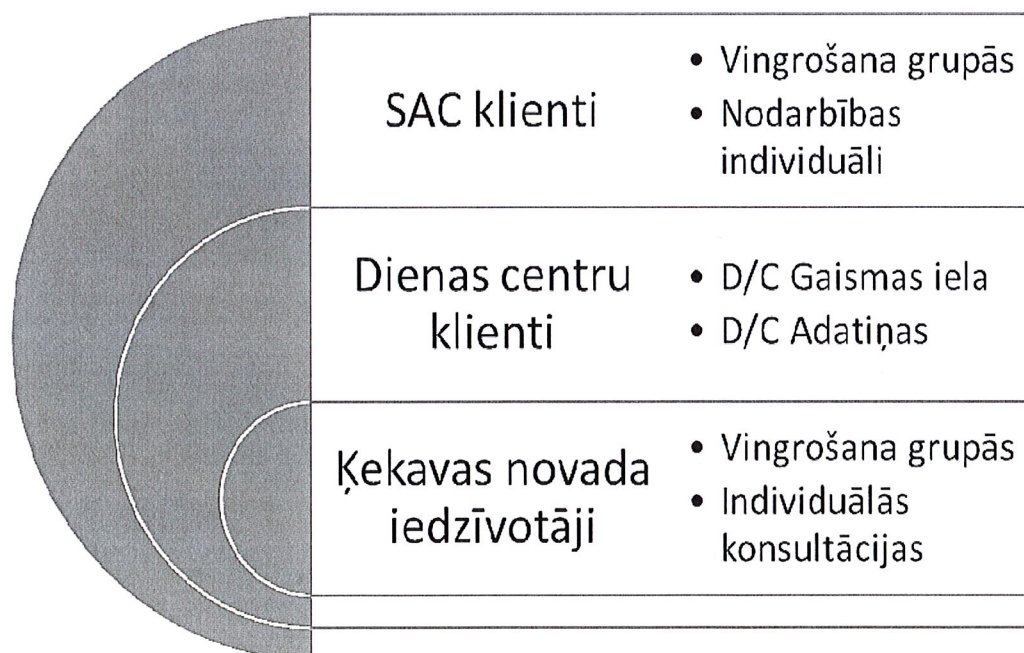 SAC klienti
• Vingrošana grupās
• Nodarbības
individuāli
Dienas centru
klienti
• D/C Gaismas iela
• D/C Adatiņas
Ķekavas novada
iedzīvotāji
• Vingrošana grupās
• Individuālās
konsultācijas